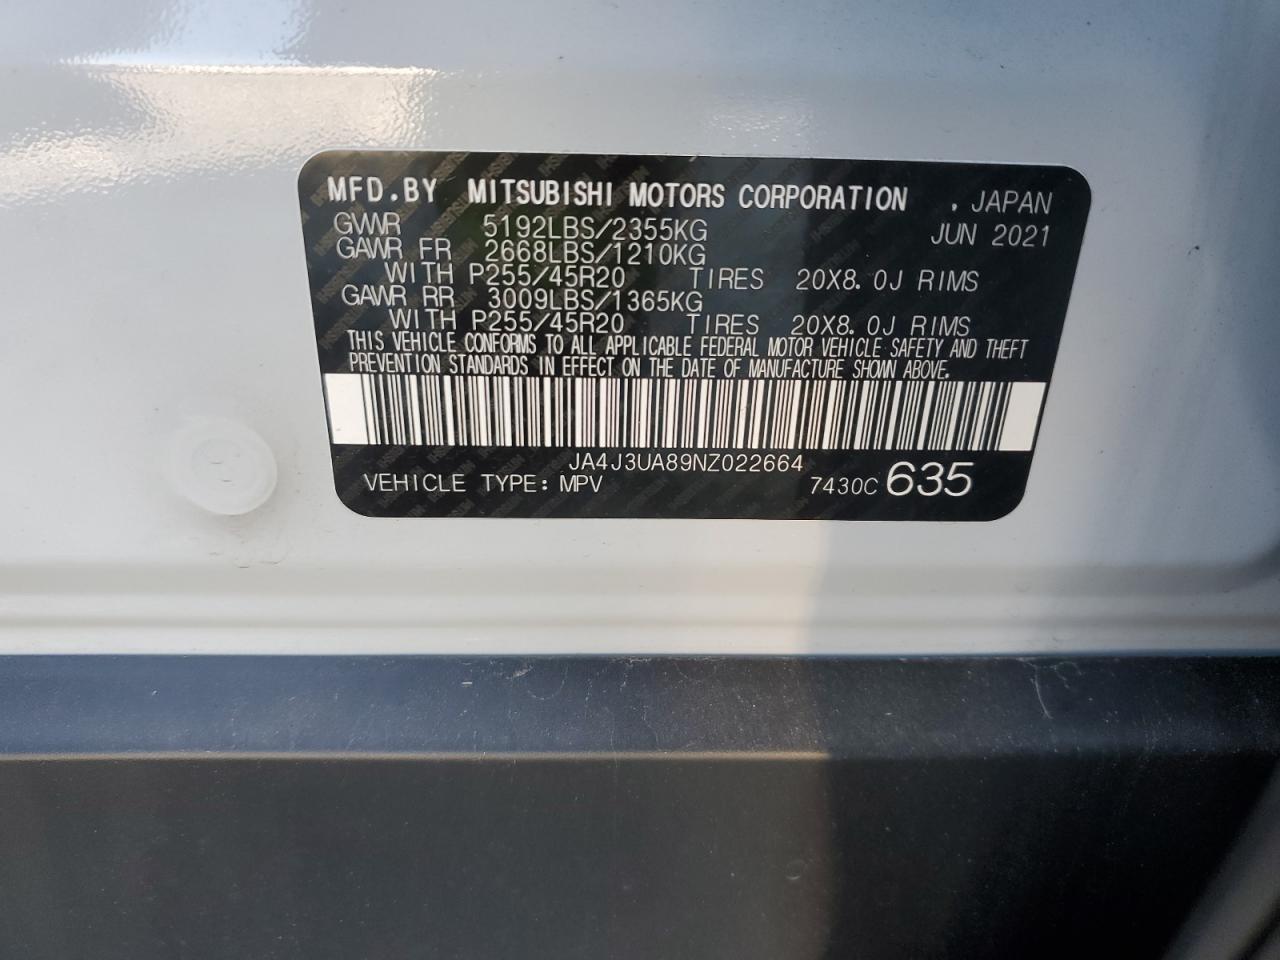 MFD.BY MITSUBISHI MOTORS CORPORATION . JAPAN
GWWR 5192LBS/2355KG JUN 2021
GAWR FR 2668LBS/1210KG
WITH P255/45R20 TIRES 20X8.0J RIMS
GAWR RR 3009LBS/1365KG
WITH P255/45R20 TIRES 20X8.0J RIMS
THIS VEHICLE CONFORMS TO ALL APPLICABLE FEDERAL MOTOR VEHICLE SAFETY AND THEFT
PREVENTION STANDARDS IN EFFECT ON THE DATE OF MANUFACTURE SHOWN ABOVE.
JA4J3UA89NZ022664
VEHICLE TYPE: MPV 7430C 635